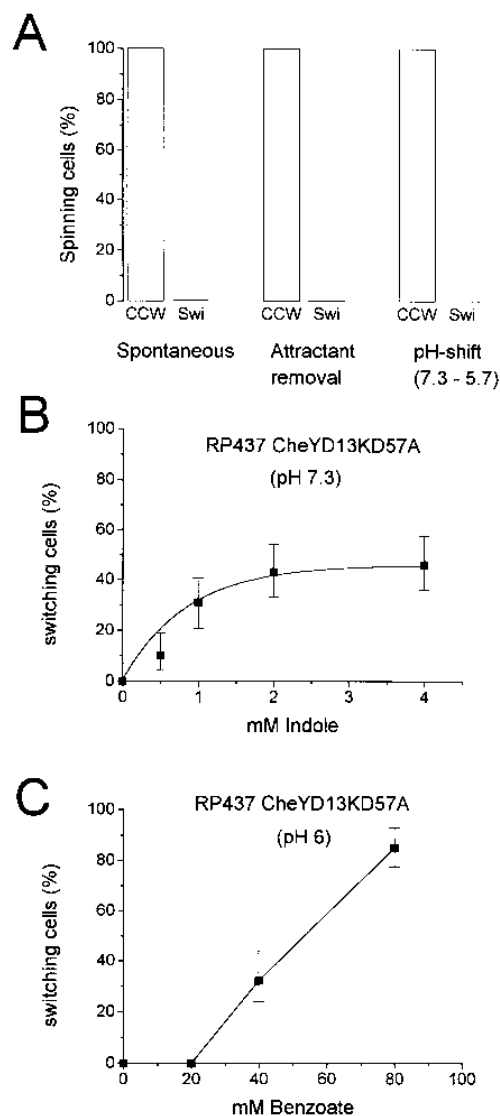 A
Spinning cells (%)
100
80
60
40
20
0
CCW Swi CCW Swi CCW Swi
Spontaneous Attractant pH-shift
removal (7.3 - 5.7)
B
RP437 CheYD13KD57A
(pH 7.3)
switching cells (%)
100
80
60
40
20
0
0 1 2 3 4
mM Indole
C
RP437 CheYD13KD57A
(pH 6)
switching cells (%)
100
80
60
40
20
0
0 20 40 60 80 100
mM Benzoate